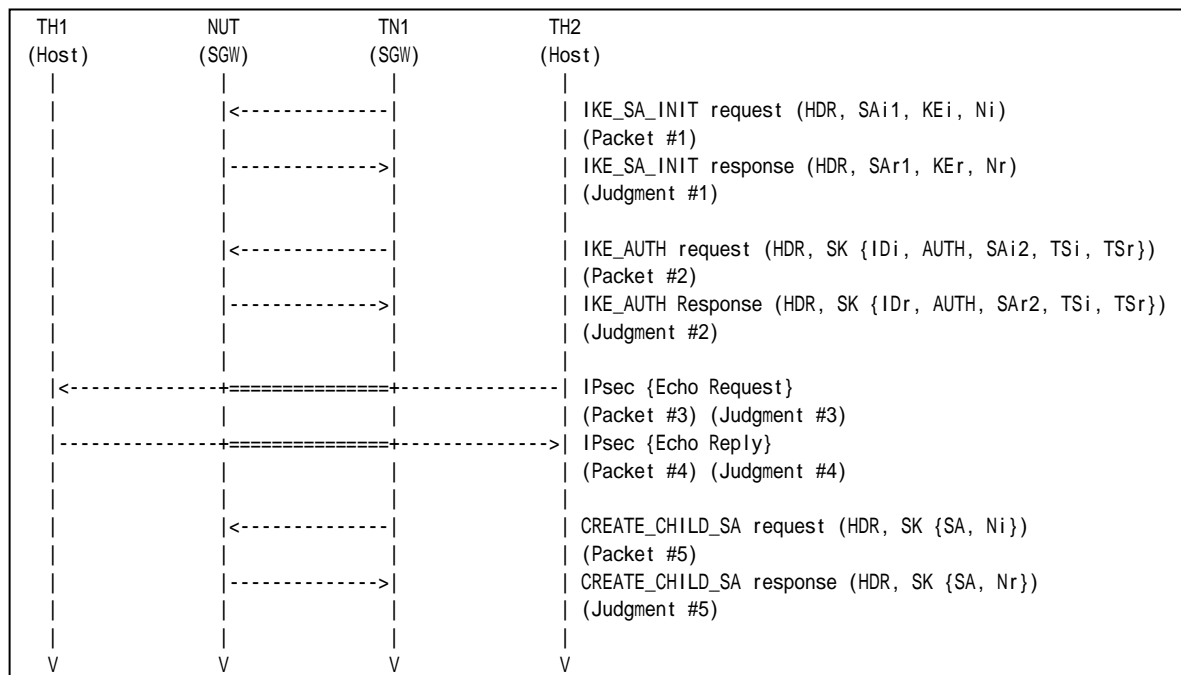 TH1 NUT TN1 TH2
(Host) (SGW) (SGW) (Host)
| | | |
| |<--------------| | IKE_SA_INIT request (HDR, SAi1, KEi, Ni)
| | | | (Packet #1)
| |-------------->| | IKE_SA_INIT response (HDR, SAr1, KEr, Nr)
| | | | (Judgment #1)
| | | |
| |<--------------| | IKE_AUTH request (HDR, SK {IDi, AUTH, SAi2, TSi, TSr})
| | | | (Packet #2)
| |-------------->| | IKE_AUTH Response (HDR, SK {IDr, AUTH, SAr2, TSi, TSr})
| | | | (Judgment #2)
| | | |
|<---------------+===============+---------------| IPsec {Echo Request}
| | | | (Packet #3) (Judgment #3)
|---------------+===============+-------------->| IPsec {Echo Reply}
| | | | (Packet #4) (Judgment #4)
| | | |
| |<--------------| | CREATE_CHILD_SA request (HDR, SK {SA, Ni})
| | | | (Packet #5)
| |-------------->| | CREATE_CHILD_SA response (HDR, SK {SA, Nr})
| | | | (Judgment #5)
| | | |
V V V V